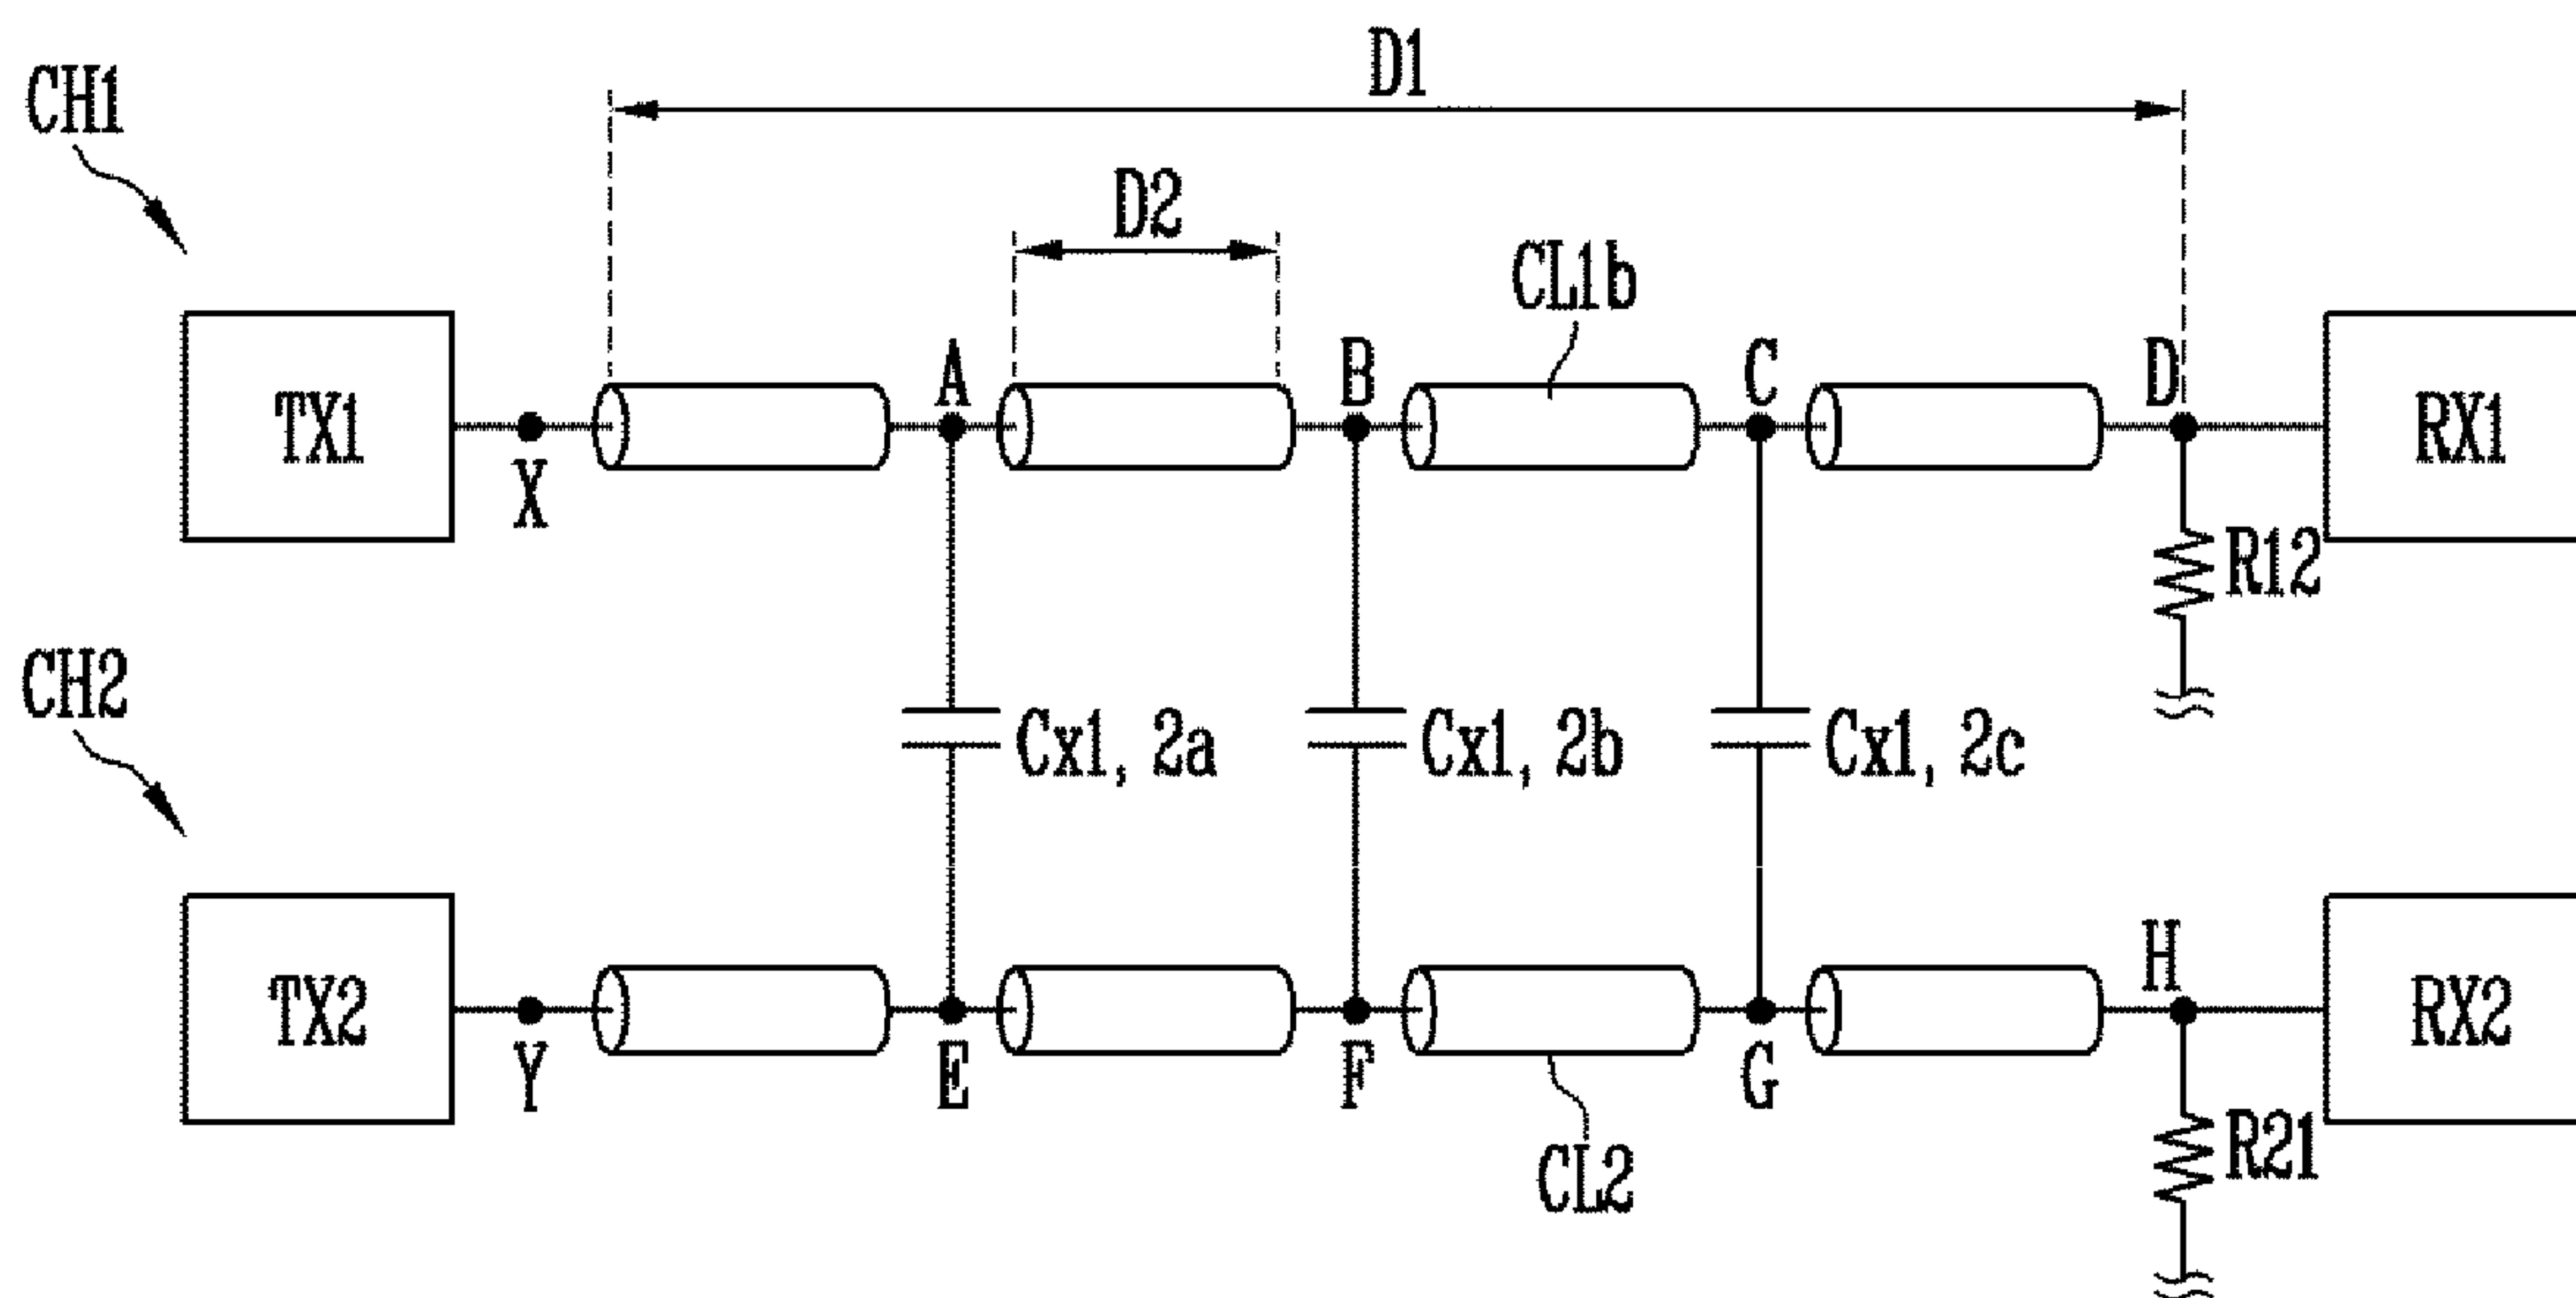 D1
CH1
D2
CL1b
A
B
C
D
TX1
RX1
X
R12
CH2
Cx1, 2a
Cx1, 2b
Cx1, 2c
H
TX2
RX2
Y
E
F
G
R21
CL2